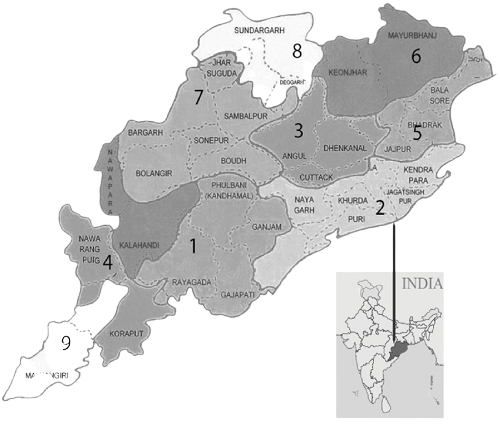 SUNDARGARH
8
MAYURBHANJ
6
KEONJHAR
JHAR
SUGUDA
DEOGARH
7
BALA
SORE
SAMBALPUR
3
5
BHADRAK
BARGARH
SONEPUR
DHENKANAL
ANGUL
JAJPUR
NAWAPARA
BOLANGIR
BOUDH
CUTTACK
KENDRA
PARA
PHULBANI
(KANDHAMAL)
NAYA
GARH
KHURDA
JAGATSINGH
PUR
2
PURI
GANJAM
NAWA
RANG
PUIG
KALAHANDI
1
4
RAYAGADA
GAJAPATI
INDIA
KORAPUT
9